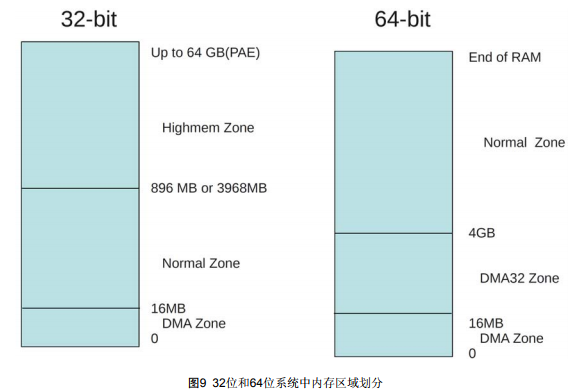 32-bit
Up to 64 GB(PAE)
Highmem Zone
896 MB or 3968MB
Normal Zone
16MB
DMA Zone
0
64-bit
End of RAM
Normal Zone
4GB
DMA32 Zone
16MB
DMA Zone
0
图9 32位和64位系统中内存区域划分